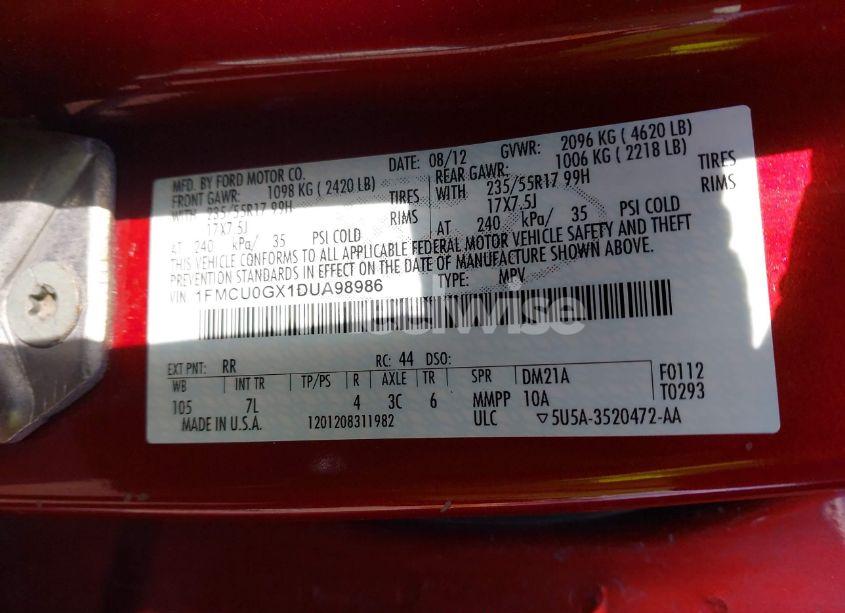 MFD. BY FORD MOTOR CO. DATE: 08/12 GVWR: 2096 KG ( 4620 LB)
FRONT GAWR: 1098 KG ( 2420 LB) REAR GAWR: 1006 KG ( 2218 LB)
WITH 235/55R17 99H TIRES WITH 235/55R17 99H TIRES
17X7.5J RIMS 17X7.5J RIMS
AT 240 kPa/ 35 PSI COLD AT 240 kPa/ 35 PSI COLD
THIS VEHICLE CONFORMS TO ALL APPLICABLE FEDERAL MOTOR VEHICLE SAFETY AND THEFT
PREVENTION STANDARDS IN EFFECT ON THE DATE OF MANUFACTURE SHOWN ABOVE.
VIN: 1FMCU0GX1DUA98986 TYPE: MPV
EXT PNT: RR RC: 44 DSO:
WB INT TR TP/PS R AXLE TR SPR DM21A F0112
105 7L 4 3C 6 MMPP 10A T0293
MADE IN U.S.A. 1201208311982 ULC ▽5U5A-3520472-AA